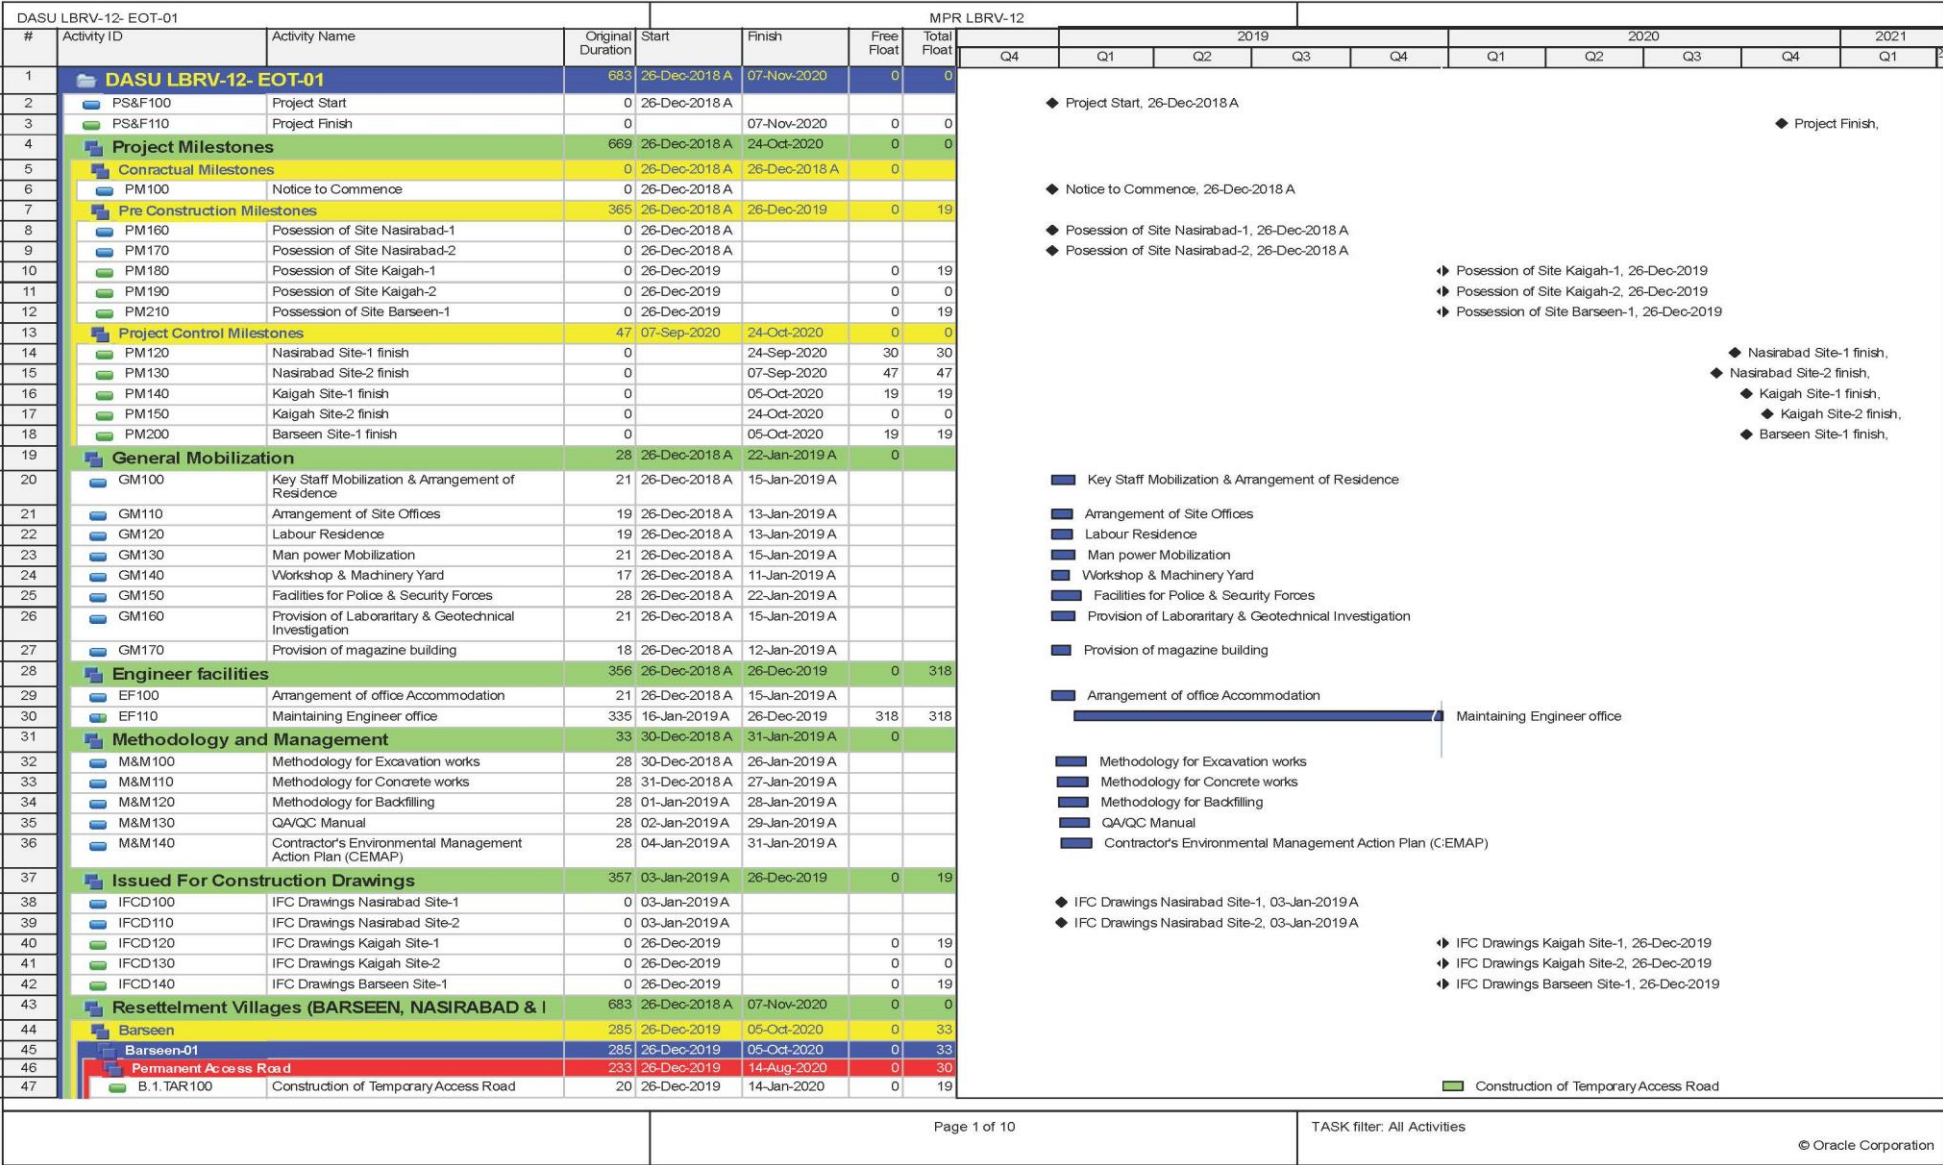 DASU LBRV-12- EOT-01 MPR LBRV-12
# Activity ID Activity Name Original Duration Start Finish Free Float Total Float 2019 2020 2021
Q4 Q1 Q2 Q3 Q4 Q1 Q2 Q3 Q4 Q1
1 DASU LBRV-12- EOT-01 683 26-Dec-2018 A 07-Nov-2020 0 0
2 PS&F100 Project Start 0 26-Dec-2018 A Project Start, 26-Dec-2018 A
3 PS&F110 Project Finish 0 07-Nov-2020 0 0 Project Finish,
4 Project Milestones 669 26-Dec-2018 A 24-Oct-2020 0 0
5 Conractual Milestones 0 26-Dec-2018 A 26-Dec-2018 A 0
6 PM100 Notice to Commence 0 26-Dec-2018 A Notice to Commence, 26-Dec-2018 A
7 Pre Construction Milestones 365 26-Dec-2018 A 26-Dec-2019 0 19
8 PM160 Posession of Site Nasirabad-1 0 26-Dec-2018 A Posession of Site Nasirabad-1, 26-Dec-2018 A
9 PM170 Posession of Site Nasirabad-2 0 26-Dec-2018 A Posession of Site Nasirabad-2, 26-Dec-2018 A
10 PM180 Posession of Site Kaigah-1 0 26-Dec-2019 0 19 Posession of Site Kaigah-1, 26-Dec-2019
11 PM190 Posession of Site Kaigah-2 0 26-Dec-2019 0 0 Posession of Site Kaigah-2, 26-Dec-2019
12 PM210 Possession of Site Barseen-1 0 26-Dec-2019 0 19 Possession of Site Barseen-1, 26-Dec-2019
13 Project Control Milestones 47 07-Sep-2020 24-Oct-2020 0 0
14 PM120 Nasirabad Site-1 finish 0 24-Sep-2020 30 30 Nasirabad Site-1 finish,
15 PM130 Nasirabad Site-2 finish 0 07-Sep-2020 47 47 Nasirabad Site-2 finish,
16 PM140 Kaigah Site-1 finish 0 05-Oct-2020 19 19 Kaigah Site-1 finish,
17 PM150 Kaigah Site-2 finish 0 24-Oct-2020 0 0 Kaigah Site-2 finish,
18 PM200 Barseen Site-1 finish 0 05-Oct-2020 19 19 Barseen Site-1 finish,
19 General Mobilization 28 26-Dec-2018 A 22-Jan-2019 A 0
20 GM100 Key Staff Mobilization & Arrangement of Residence 21 26-Dec-2018 A 15-Jan-2019 A Key Staff Mobilization & Arrangement of Residence
21 GM110 Arrangement of Site Offices 19 26-Dec-2018 A 13-Jan-2019 A Arrangement of Site Offices
22 GM120 Labour Residence 19 26-Dec-2018 A 13-Jan-2019 A Labour Residence
23 GM130 Man power Mobilization 21 26-Dec-2018 A 15-Jan-2019 A Man power Mobilization
24 GM140 Workshop & Machinery Yard 17 26-Dec-2018 A 11-Jan-2019 A Workshop & Machinery Yard
25 GM150 Facilities for Police & Security Forces 28 26-Dec-2018 A 22-Jan-2019 A Facilities for Police & Security Forces
26 GM160 Provision of Laboraritary & Geotechnical Investigation 21 26-Dec-2018 A 15-Jan-2019 A Provision of Laboraritary & Geotechnical Investigation
27 GM170 Provision of magazine building 18 26-Dec-2018 A 12-Jan-2019 A Provision of magazine building
28 Engineer facilities 356 26-Dec-2018 A 26-Dec-2019 0 318
29 EF100 Arrangement of office Accommodation 21 26-Dec-2018 A 15-Jan-2019 A Arrangement of office Accommodation
30 EF110 Maintaining Engineer office 335 16-Jan-2019 A 26-Dec-2019 318 318 Maintaining Engineer office
31 Methodology and Management 33 30-Dec-2018 A 31-Jan-2019 A 0
32 M&M100 Methodology for Excavation works 28 30-Dec-2018 A 26-Jan-2019 A Methodology for Excavation works
33 M&M110 Methodology for Concrete works 28 31-Dec-2018 A 27-Jan-2019 A Methodology for Concrete works
34 M&M120 Methodology for Backfilling 28 01-Jan-2019 A 28-Jan-2019 A Methodology for Backfilling
35 M&M130 QA/QC Manual 28 02-Jan-2019 A 29-Jan-2019 A QA/QC Manual
36 M&M140 Contractor's Environmental Management Action Plan (CEMAP) 28 04-Jan-2019 A 31-Jan-2019 A Contractor's Environmental Management Action Plan (CEMAP)
37 Issued For Construction Drawings 357 03-Jan-2019 A 26-Dec-2019 0 19
38 IFCD100 IFC Drawings Nasirabad Site-1 0 03-Jan-2019 A IFC Drawings Nasirabad Site-1, 03-Jan-2019 A
39 IFCD110 IFC Drawings Nasirabad Site-2 0 03-Jan-2019 A IFC Drawings Nasirabad Site-2, 03-Jan-2019 A
40 IFCD120 IFC Drawings Kaigah Site-1 0 26-Dec-2019 0 19 IFC Drawings Kaigah Site-1, 26-Dec-2019
41 IFCD130 IFC Drawings Kaigah Site-2 0 26-Dec-2019 0 0 IFC Drawings Kaigah Site-2, 26-Dec-2019
42 IFCD140 IFC Drawings Barseen Site-1 0 26-Dec-2019 0 19 IFC Drawings Barseen Site-1, 26-Dec-2019
43 Resettelment Villages (BARSEEN, NASIRABAD & 683 26-Dec-2018 A 07-Nov-2020 0 0
44 Barseen 285 26-Dec-2019 05-Oct-2020 0 33
45 Barseen-01 285 26-Dec-2019 05-Oct-2020 0 33
46 Permanent Access Road 233 26-Dec-2019 14-Aug-2020 0 30
47 B.1.TAR100 Construction of Temporary Access Road 20 26-Dec-2019 14-Jan-2020 0 19 Construction of Temporary Access Road
Page 1 of 10 TASK filter: All Activities
© Oracle Corporation